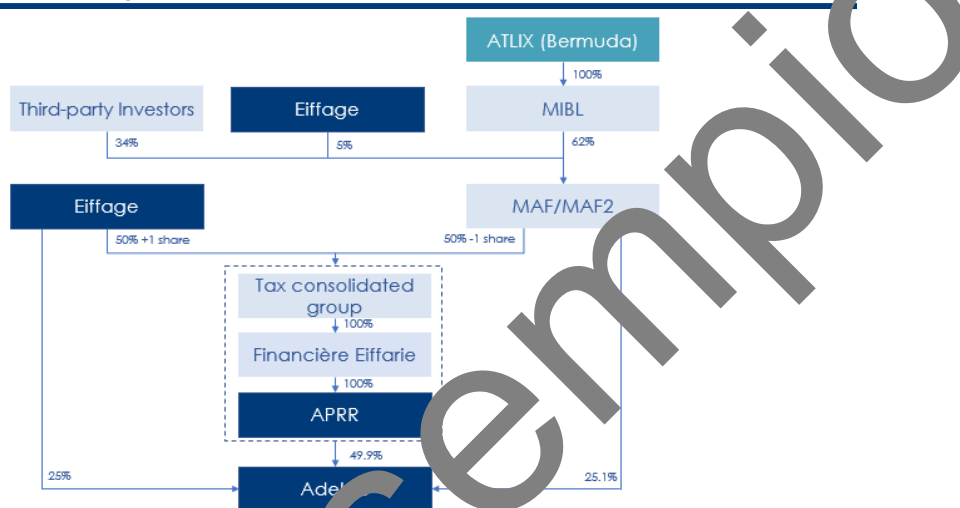 ATLIX (Bermuda)
100%
Third-party Investors
Eiffage
MIBL
34%
5%
62%
Eiffage
MAF/MAF2
50% +1 share
50% -1 share
Tax consolidated
group
100%
Financière Eiffarie
100%
APRR
49.9%
25%
25.1%